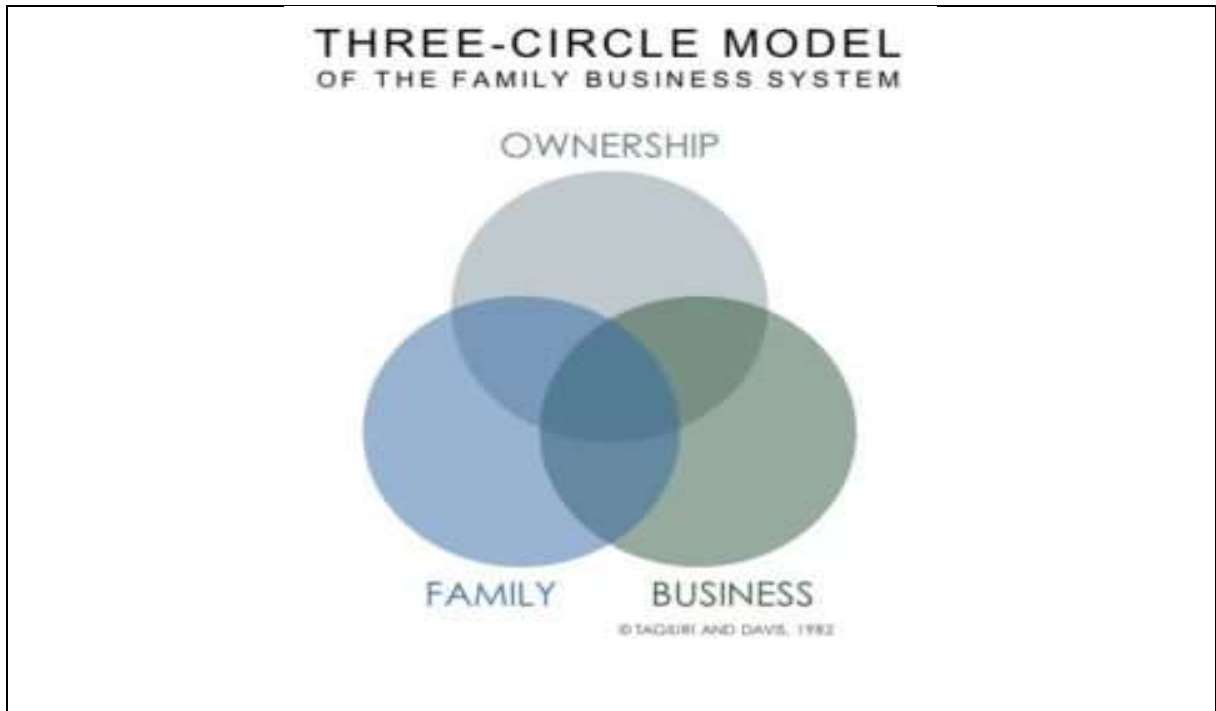 THREE-CIRCLE MODEL
OF THE FAMILY BUSINESS SYSTEM
OWNERSHIP
FAMILY
BUSINESS
© TAGIURI AND DAVIS, 1982